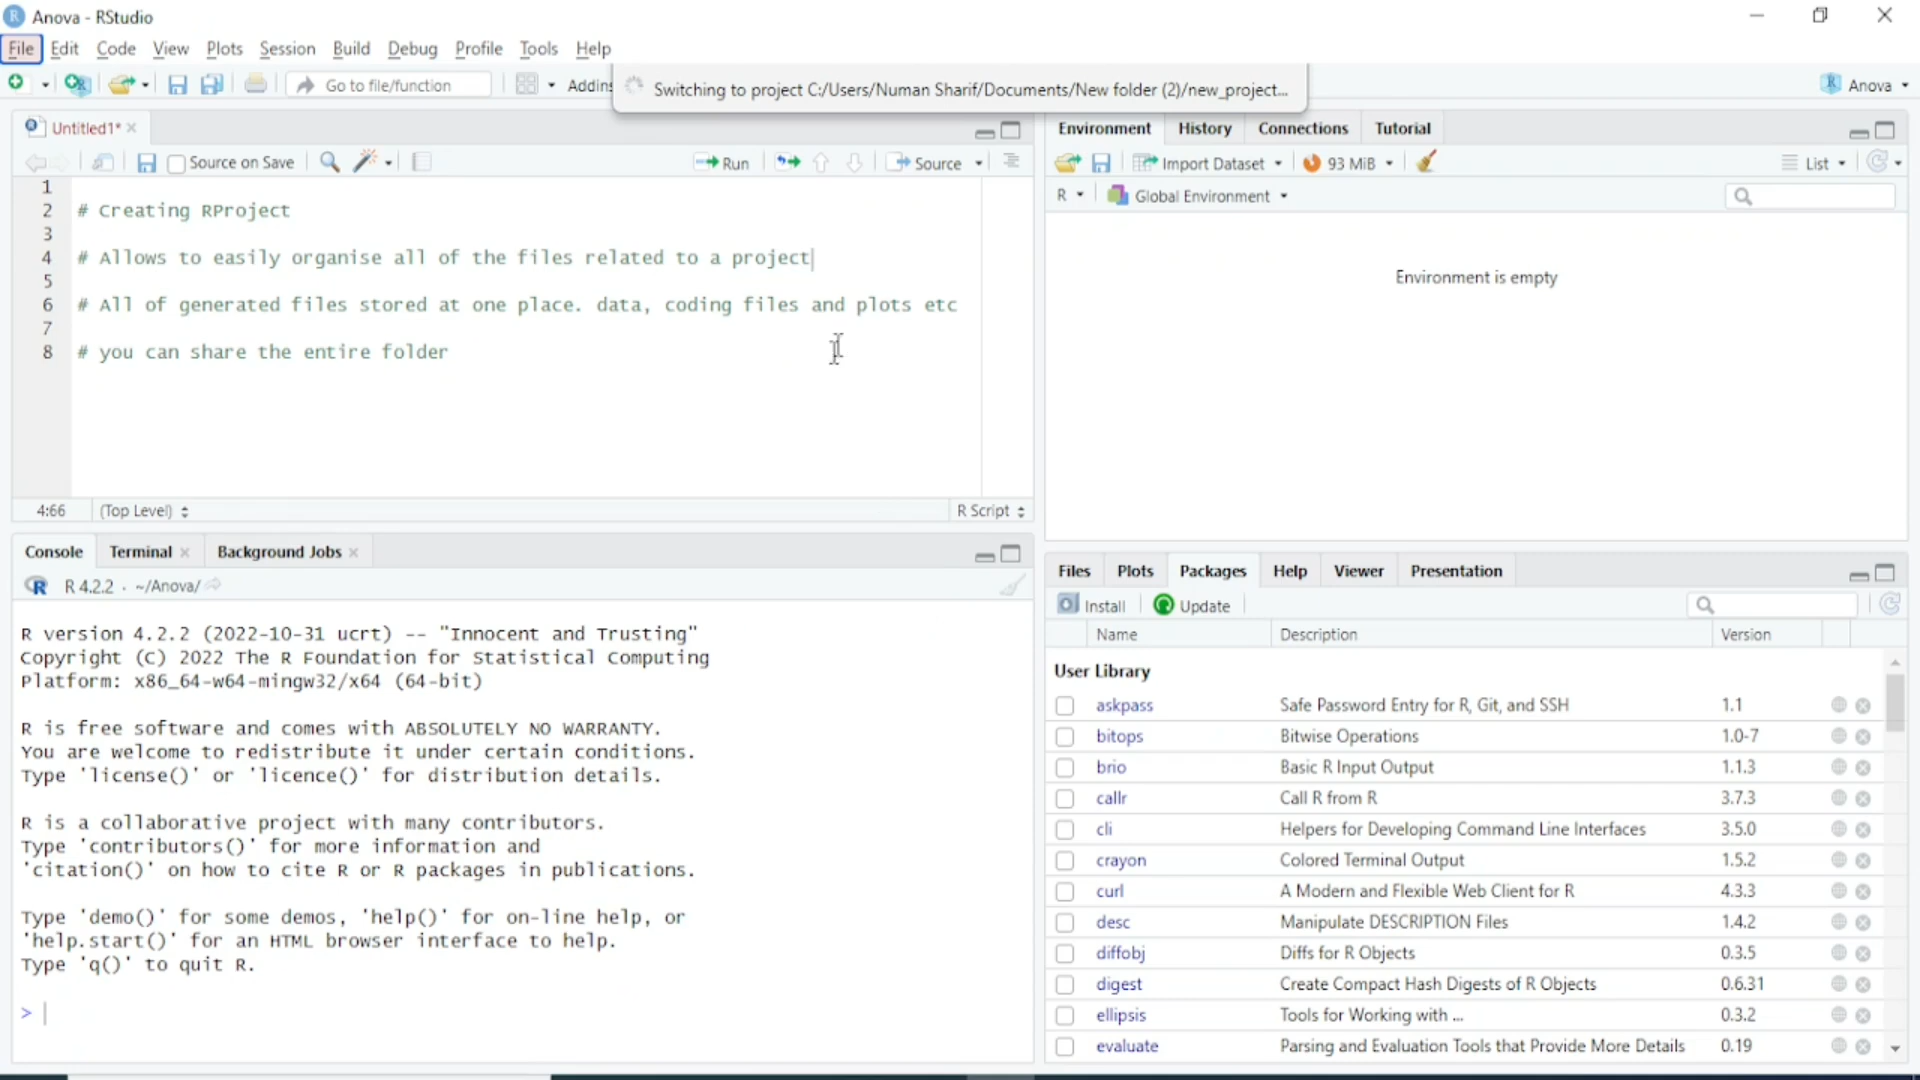 Anova - RStudio
File Edit Code View Plots Session Build Debug Profile Tools Help
Go to file/function Addins
Switching to project C:/Users/Numan Sharif/Documents/New folder (2)/new_project...
Anova
Untitled1*
Source on Save Run Source
1
2 # Creating RProject
3
4 # Allows to easily organise all of the files related to a project
5
6 # All of generated files stored at one place. data, coding files and plots etc
7
8 # you can share the entire folder
4:66 (Top Level) R Script
Console Terminal Background Jobs
R 4.2.2 · ~/Anova/
R version 4.2.2 (2022-10-31 ucrt) -- "Innocent and Trusting"
Copyright (C) 2022 The R Foundation for Statistical Computing
Platform: x86_64-w64-mingw32/x64 (64-bit)
R is free software and comes with ABSOLUTELY NO WARRANTY.
You are welcome to redistribute it under certain conditions.
Type 'license()' or 'licence()' for distribution details.
R is a collaborative project with many contributors.
Type 'contributors()' for more information and
'citation()' on how to cite R or R packages in publications.
Type 'demo()' for some demos, 'help()' for on-line help, or
'help.start()' for an HTML browser interface to help.
Type 'q()' to quit R.
>
Environment History Connections Tutorial
Import Dataset 93 MiB List
R Global Environment
Environment is empty
Files Plots Packages Help Viewer Presentation
Install Update
Name Description Version
User Library
askpass Safe Password Entry for R, Git, and SSH 1.1
bitops Bitwise Operations 1.0-7
brio Basic R Input Output 1.1.3
callr Call R from R 3.7.3
cli Helpers for Developing Command Line Interfaces 3.5.0
crayon Colored Terminal Output 1.5.2
curl A Modern and Flexible Web Client for R 4.3.3
desc Manipulate DESCRIPTION Files 1.4.2
diffobj Diffs for R Objects 0.3.5
digest Create Compact Hash Digests of R Objects 0.6.31
ellipsis Tools for Working with ... 0.3.2
evaluate Parsing and Evaluation Tools that Provide More Details 0.19